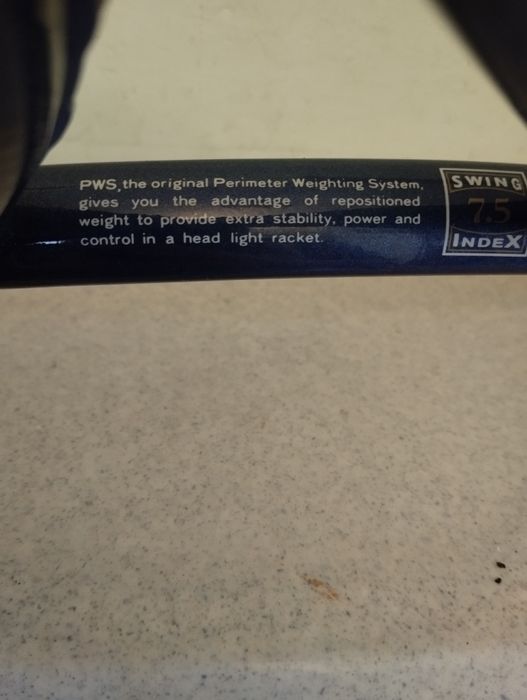 PWS, the original Perimeter Weighting System,
gives you the advantage of repositioned
weight to provide extra stability, power and
control in a head light racket.
SWING
7.5
INDEX